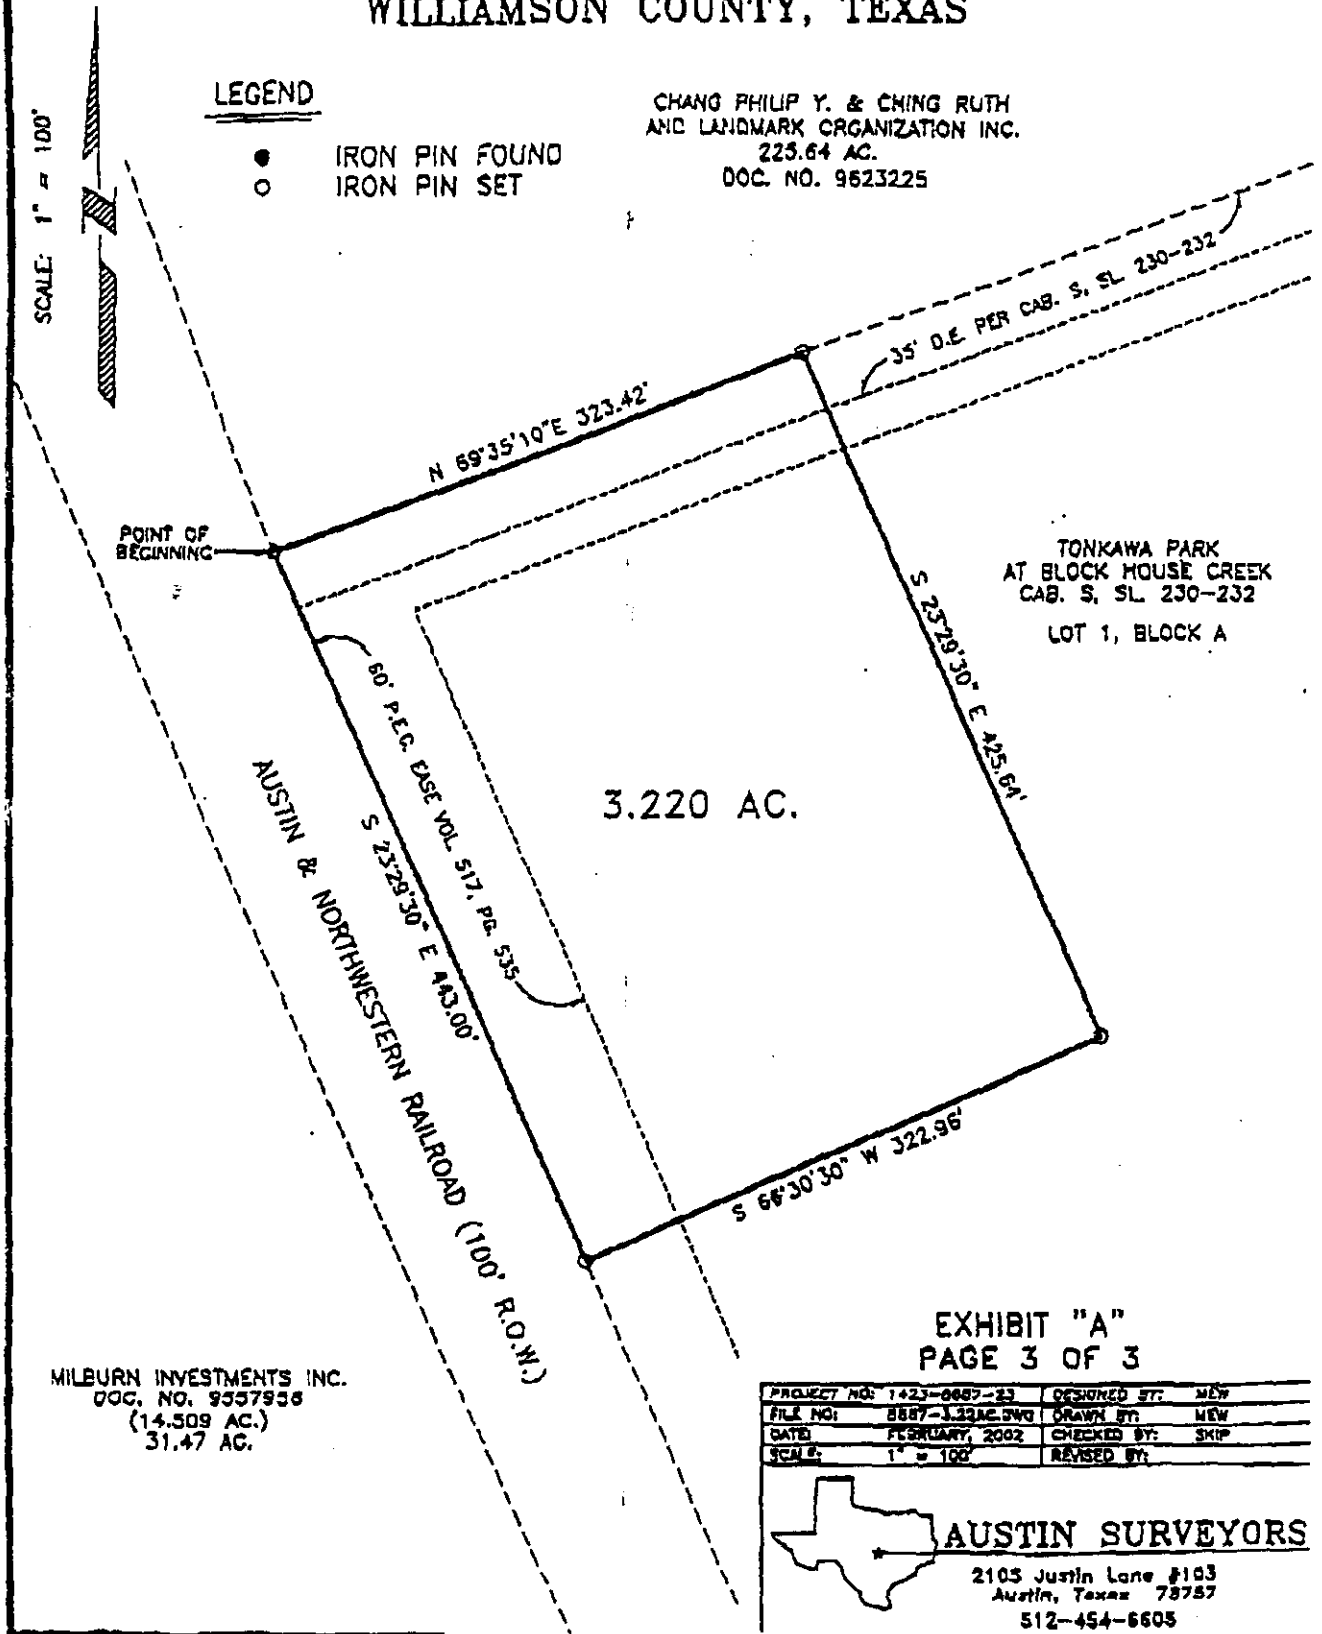 WILLIAMSON COUNTY, TEXAS
LEGEND
IRON PIN FOUND
IRON PIN SET
SCALE: 1" = 100'
CHANG PHILIP Y. & CHING RUTH
AND LANDMARK ORGANIZATION INC.
225.64 AC.
DOC. NO. 9623225
35' D.E. PER CAB. S, SL. 230-232
N 69°35'10"E 323.42'
POINT OF
BEGINNING
TONKAWA PARK
AT BLOCK HOUSE CREEK
CAB. S, SL. 230-232
LOT 1, BLOCK A
S 23°29'30" E 425.64'
60' P.E.C. EASE VOL. 517, PG. 535
3.220 AC.
S 23°29'30" E 443.00'
AUSTIN & NORTHWESTERN RAILROAD (100' R.O.W.)
S 66°30'30" W 322.96'
MILBURN INVESTMENTS INC.
DOC. NO. 9557956
(14.509 AC.)
31.47 AC.
EXHIBIT "A"
PAGE 3 OF 3
PROJECT NO: 1423-8887-23 DESIGNED BY: MEW
FILE NO: 8887-3.22AC.DWG DRAWN BY: MEW
DATE: FEBRUARY, 2002 CHECKED BY: SKIP
SCALE: 1" = 100' REVISED BY:
AUSTIN SURVEYORS
2105 Justin Lane #103
Austin, Texas 78757
512-454-6605